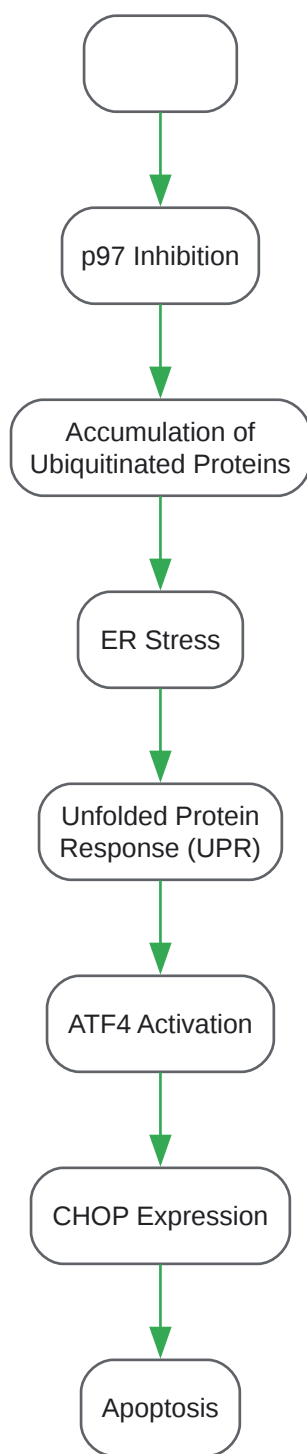 p97 Inhibition
Accumulation of
Ubiquitinated Proteins
ER Stress
Unfolded Protein
Response (UPR)
ATF4 Activation
CHOP Expression
Apoptosis